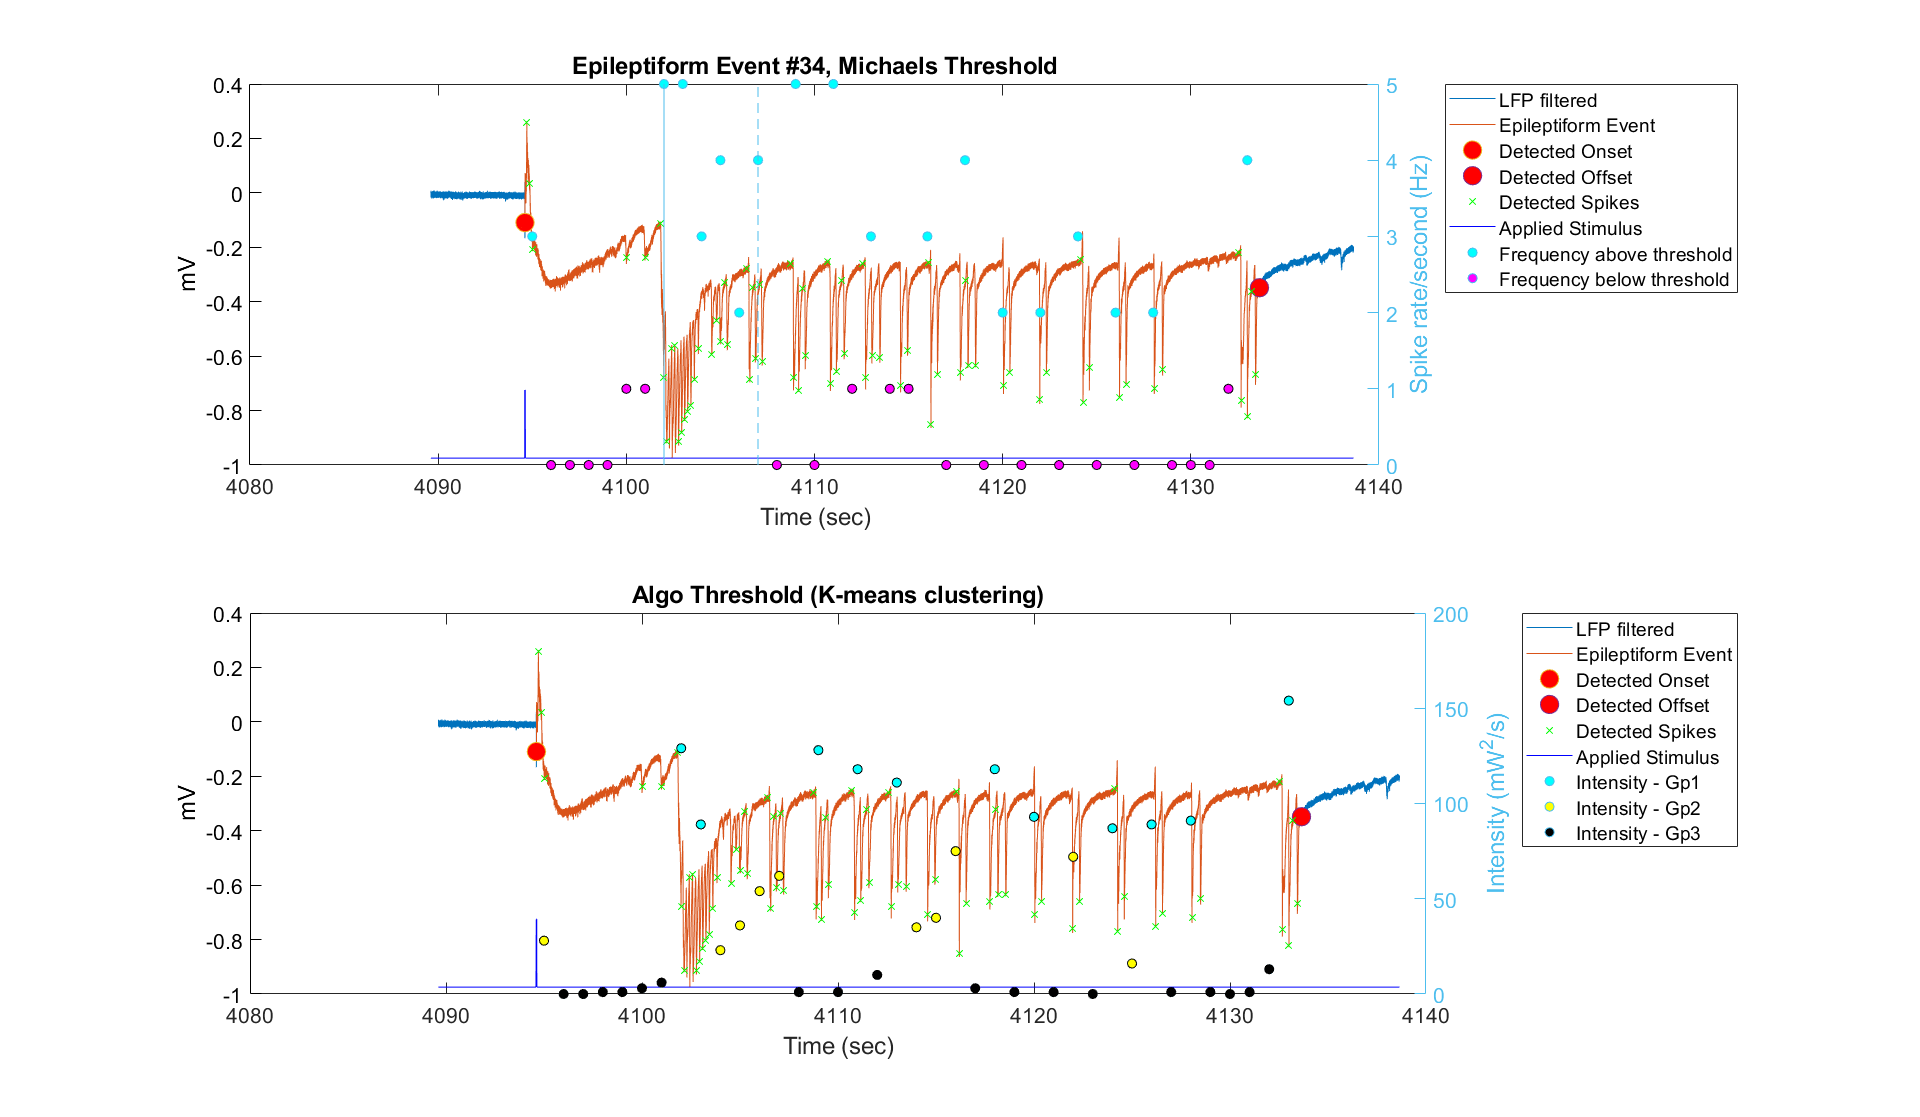 Epileptiform Event #34, Michaels Threshold
0.4
0.2
0
-0.2
-0.4
-0.6
-0.8
-1
mV
4080
4090
4100
4110
4120
4130
4140
Time (sec)
5
4
3
2
1
0
Spike rate/second (Hz)
LFP filtered
Epileptiform Event
Detected Onset
Detected Offset
Detected Spikes
Applied Stimulus
Frequency above threshold
Frequency below threshold
Algo Threshold (K-means clustering)
0.4
0.2
0
-0.2
-0.4
-0.6
-0.8
-1
mV
4080
4090
4100
4110
4120
4130
4140
Time (sec)
200
150
100
50
0
Intensity (mW²/s)
LFP filtered
Epileptiform Event
Detected Onset
Detected Offset
Detected Spikes
Applied Stimulus
Intensity - Gp1
Intensity - Gp2
Intensity - Gp3